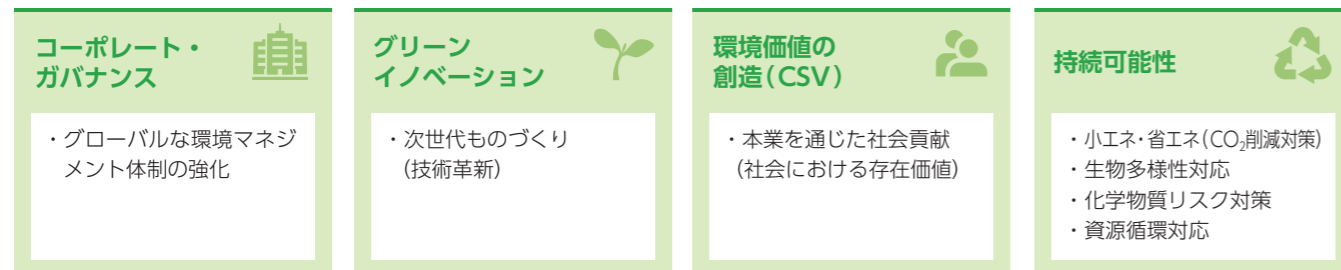 コーポレート・
ガバナンス
・グローバルな環境マネジ
メント体制の強化
グリーン
イノベーション
・次世代ものづくり
（技術革新）
環境価値の
創造（CSV）
・本業を通じた社会貢献
（社会における存在価値）
持続可能性
・小エネ・省エネ（CO₂削減対策）
・生物多様性対応
・化学物質リスク対策
・資源循環対応